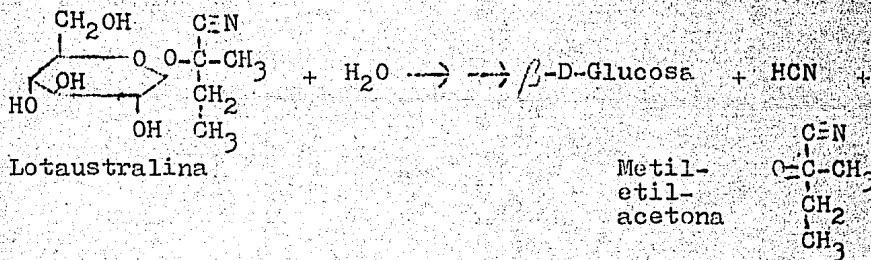 CH2OH C≡N
O O-C-CH3 + H2O → → β-D-Glucosa + HCN +
OH CH2
HO OH CH3
Lotaustralina
Metil-
etil-
acetona
C≡N
O=C-CH3
CH2
CH3